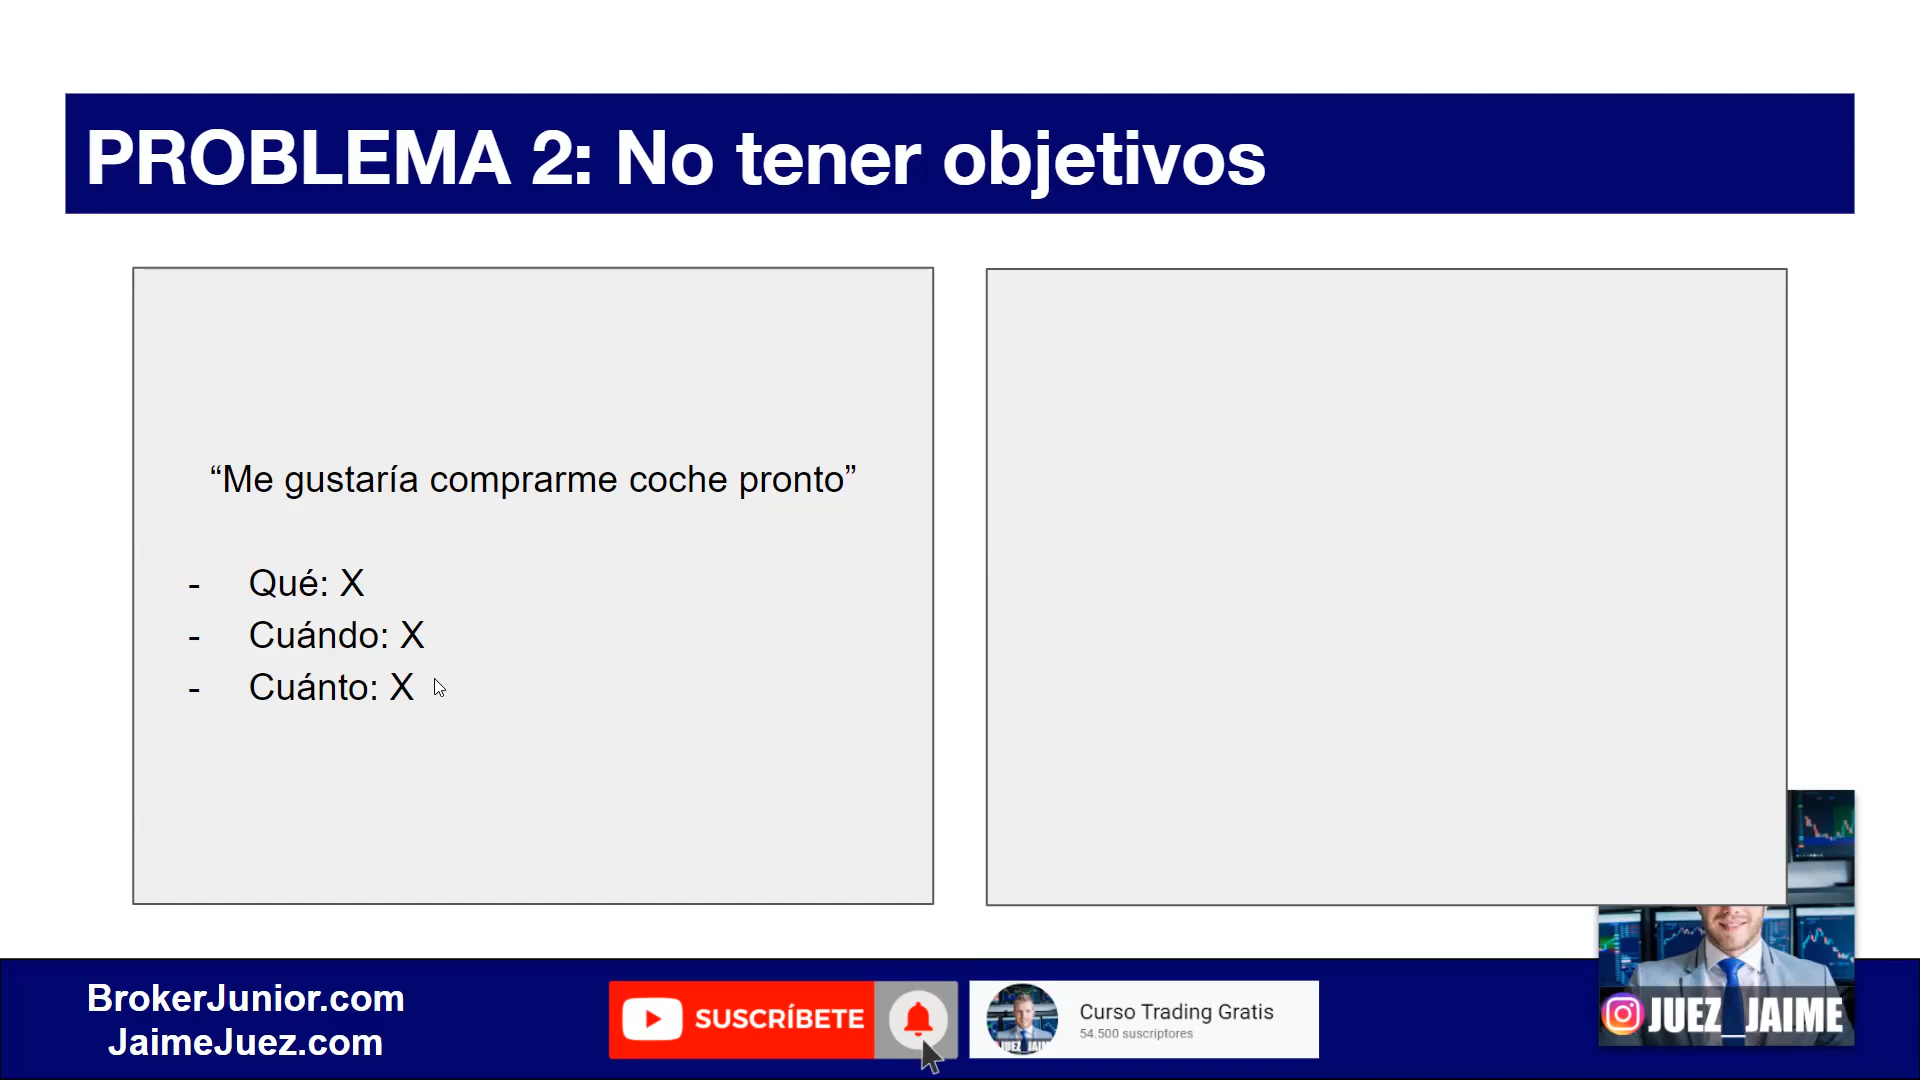 PROBLEMA 2: No tener objetivos
“Me gustaría comprarme coche pronto”
- Qué: X
- Cuándo: X
- Cuánto: X
BrokerJunior.com
JaimeJuez.com
SUSCRÍBETE
Curso Trading Gratis
54.500 suscriptores
JUEZ_JAIME